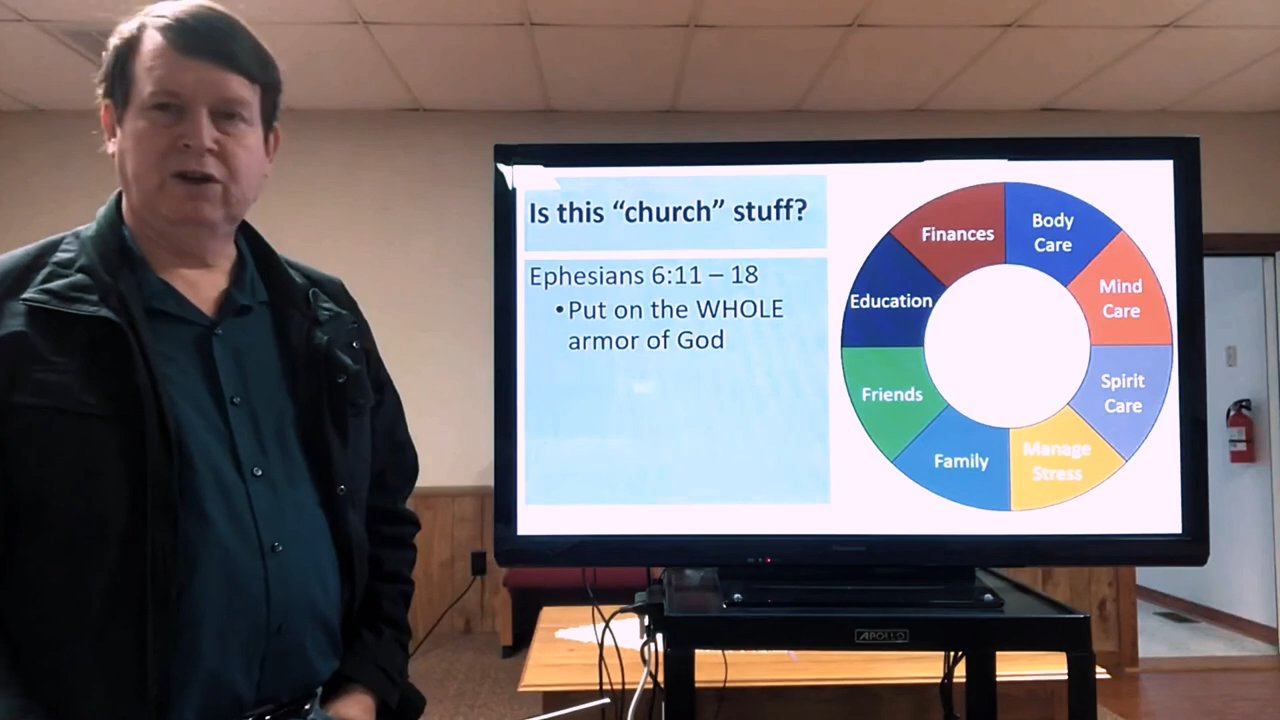 Is this “church” stuff?
Ephesians 6:11 – 18
•Put on the WHOLE
armor of God
Finances
Body
Care
Mind
Care
Spirit
Care
Manage
Stress
Family
Friends
Education
APOLLO